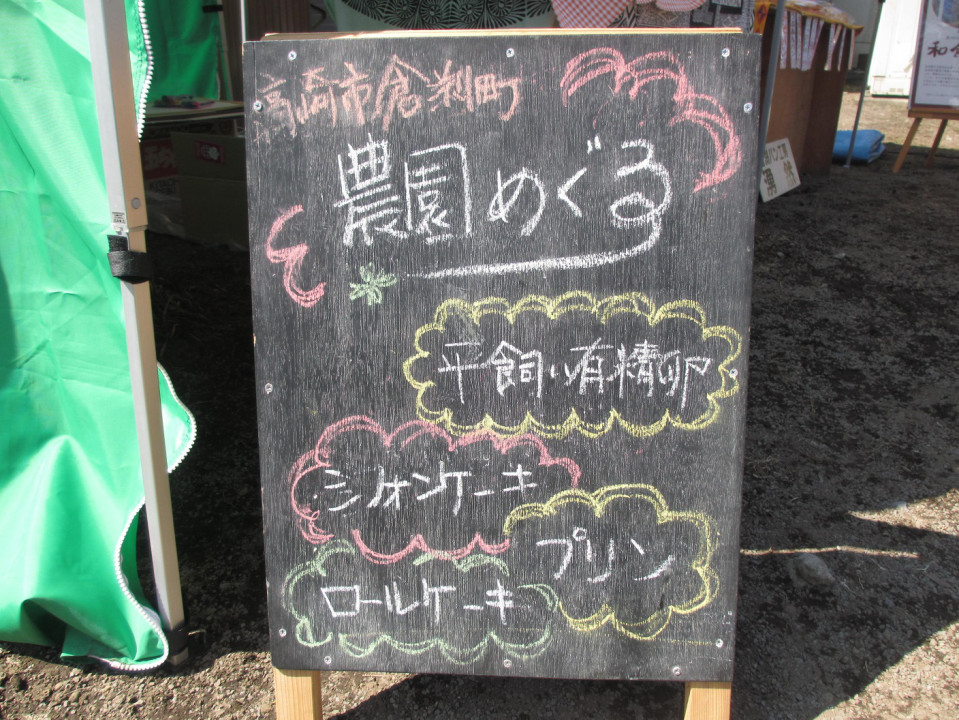 高崎市倉渕町
農園めぐる
平飼い有精卵
シフォンケーキ
プリン
ロールケーキ